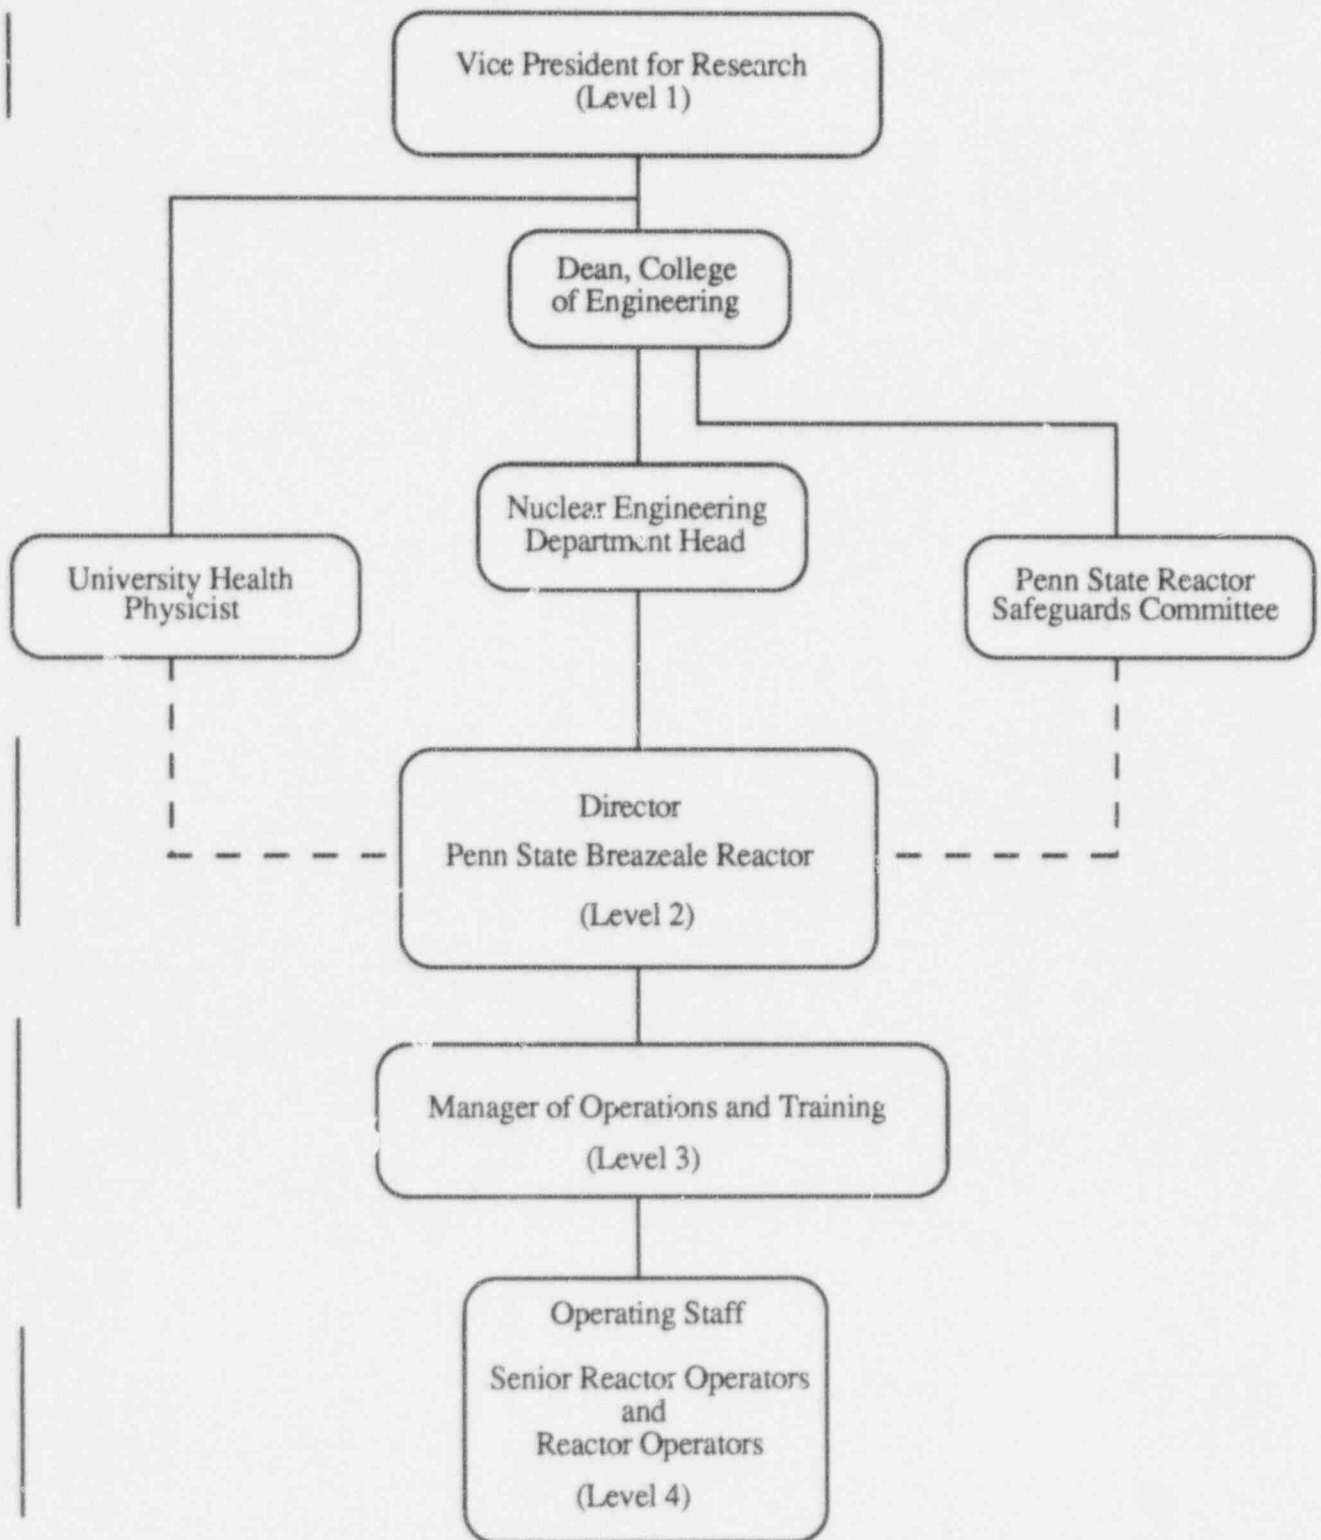 Vice President for Research
(Level 1)
Dean, College
of Engineering
Nuclear Engineering
Department Head
University Health
Physicist
Penn State Reactor
Safeguards Committee
Director
Penn State Breazeale Reactor
(Level 2)
Manager of Operations and Training
(Level 3)
Operating Staff
Senior Reactor Operators
and
Reactor Operators
(Level 4)